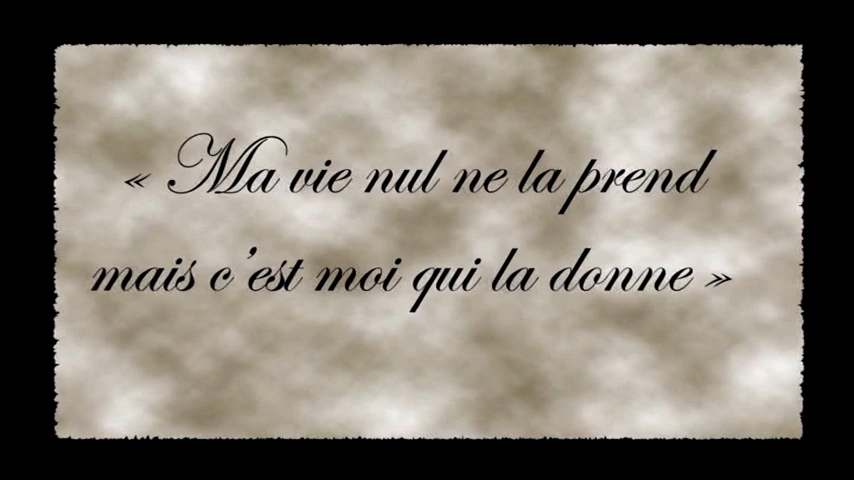 « Ma vie nul ne la prend
mais c’est moi qui la donne »